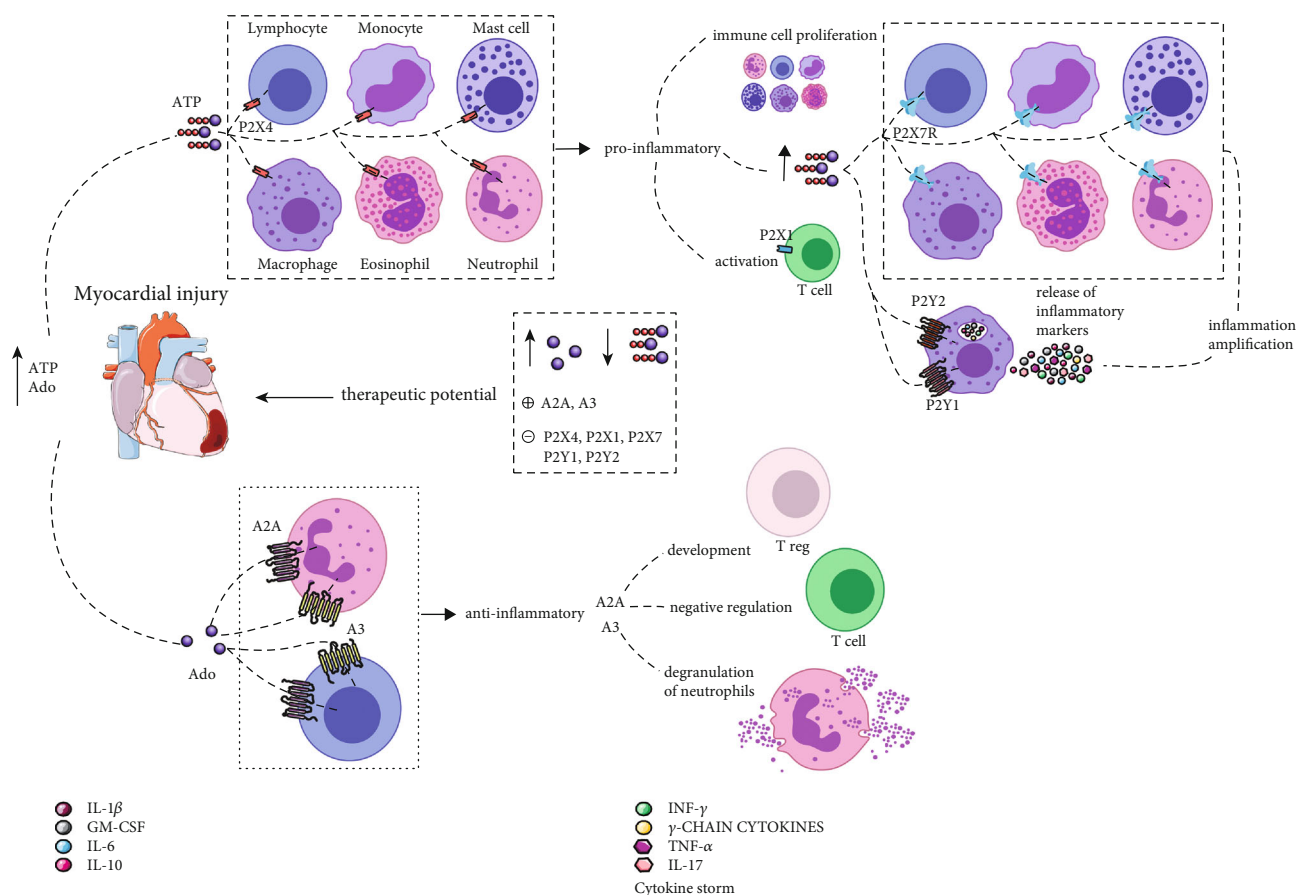 Lymphocyte
Monocyte
Mast cell
ATP
P2X4
Macrophage
Eosinophil
Neutrophil
pro-inflammatory
immune cell proliferation
activation
P2X1
T cell
P2X7R
P2Y2
P2Y1
release of
inflammatory
markers
inflammation
amplification
Myocardial injury
ATP
Ado
therapeutic potential
⊕ A2A, A3
⊖ P2X4, P2X1, P2X7
P2Y1, P2Y2
A2A
A3
Ado
anti-inflammatory
A2A
A3
development
T reg
negative regulation
T cell
degranulation
of neutrophils
IL-1β
GM-CSF
IL-6
IL-10
INF-γ
γ-CHAIN CYTOKINES
TNF-α
IL-17
Cytokine storm